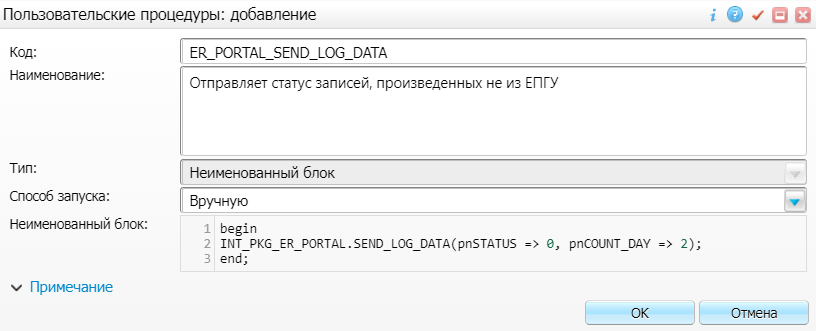 Пользовательские процедуры: добавление
Код: ER_PORTAL_SEND_LOG_DATA
Наименование: Отправляет статус записей, произведенных не из ЕПГУ
Тип: Неименованный блок
Способ запуска: Вручную
Неименованный блок: 1 begin
2 INT_PKG_ER_PORTAL.SEND_LOG_DATA(pnSTATUS => 0, pnCOUNT_DAY => 2);
3 end;
Примечание
OK Отмена